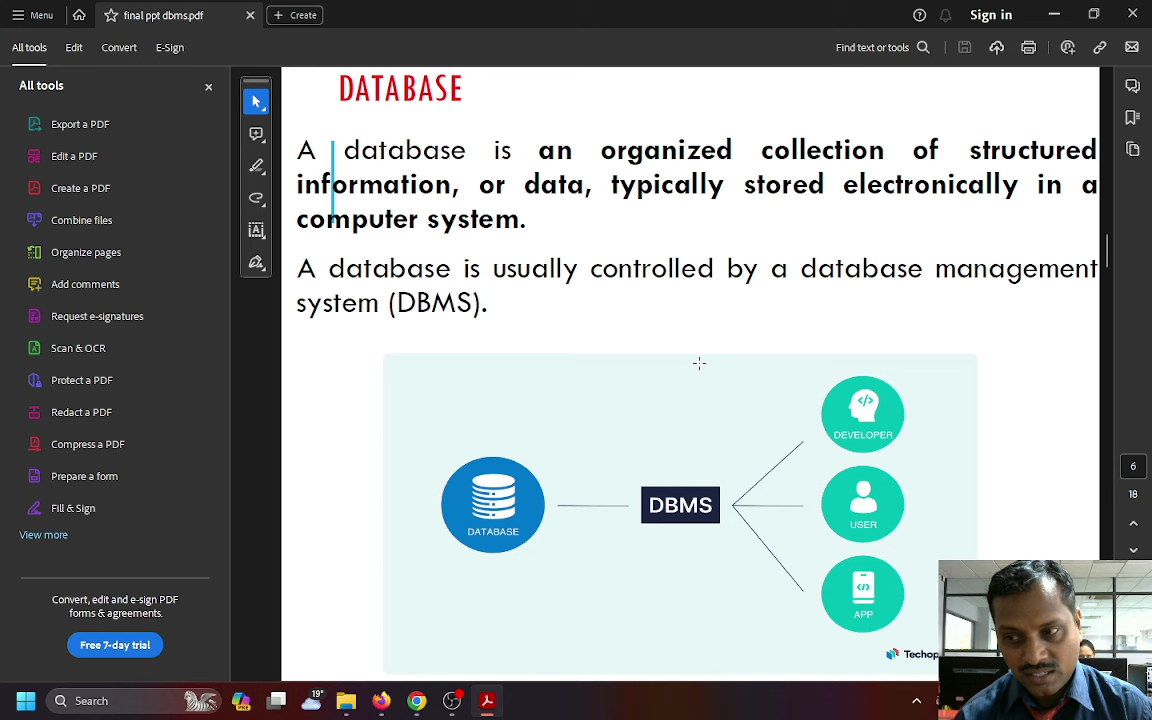 Menu
final ppt dbms.pdf
Create
Sign in
All tools
Edit
Convert
E-Sign
Find text or tools
All tools
Export a PDF
Edit a PDF
Create a PDF
Combine files
Organize pages
Add comments
Request e-signatures
Scan & OCR
Protect a PDF
Redact a PDF
Compress a PDF
Prepare a form
Fill & Sign
View more
Convert, edit and e-sign PDF
forms & agreements.
Free 7-day trial
DATABASE
A database is an organized collection of structured
information, or data, typically stored electronically in a
computer system.
A database is usually controlled by a database management
system (DBMS).
DATABASE
DBMS
DEVELOPER
USER
APP
6
18
Search
19°